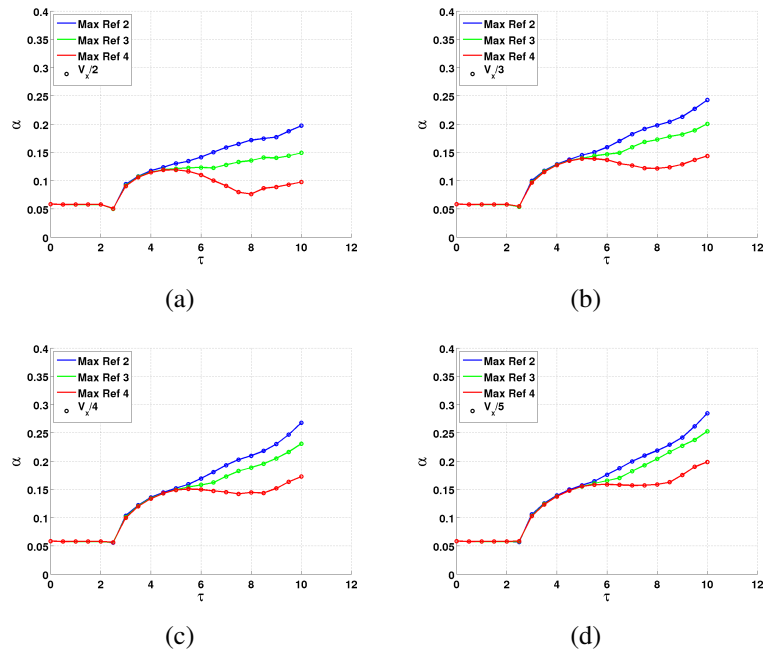 0.4
0.35
0.3
0.25
0.2
0.15
0.1
0.05
0
α
Max Ref 2
Max Ref 3
Max Ref 4
V_x/2
0 2 4 6 8 10 12
τ
(a)
0.4
0.35
0.3
0.25
0.2
0.15
0.1
0.05
0
α
Max Ref 2
Max Ref 3
Max Ref 4
V_x/3
0 2 4 6 8 10 12
τ
(b)
0.4
0.35
0.3
0.25
0.2
0.15
0.1
0.05
0
α
Max Ref 2
Max Ref 3
Max Ref 4
V_x/4
0 2 4 6 8 10 12
τ
(c)
0.4
0.35
0.3
0.25
0.2
0.15
0.1
0.05
0
α
Max Ref 2
Max Ref 3
Max Ref 4
V_x/5
0 2 4 6 8 10 12
τ
(d)